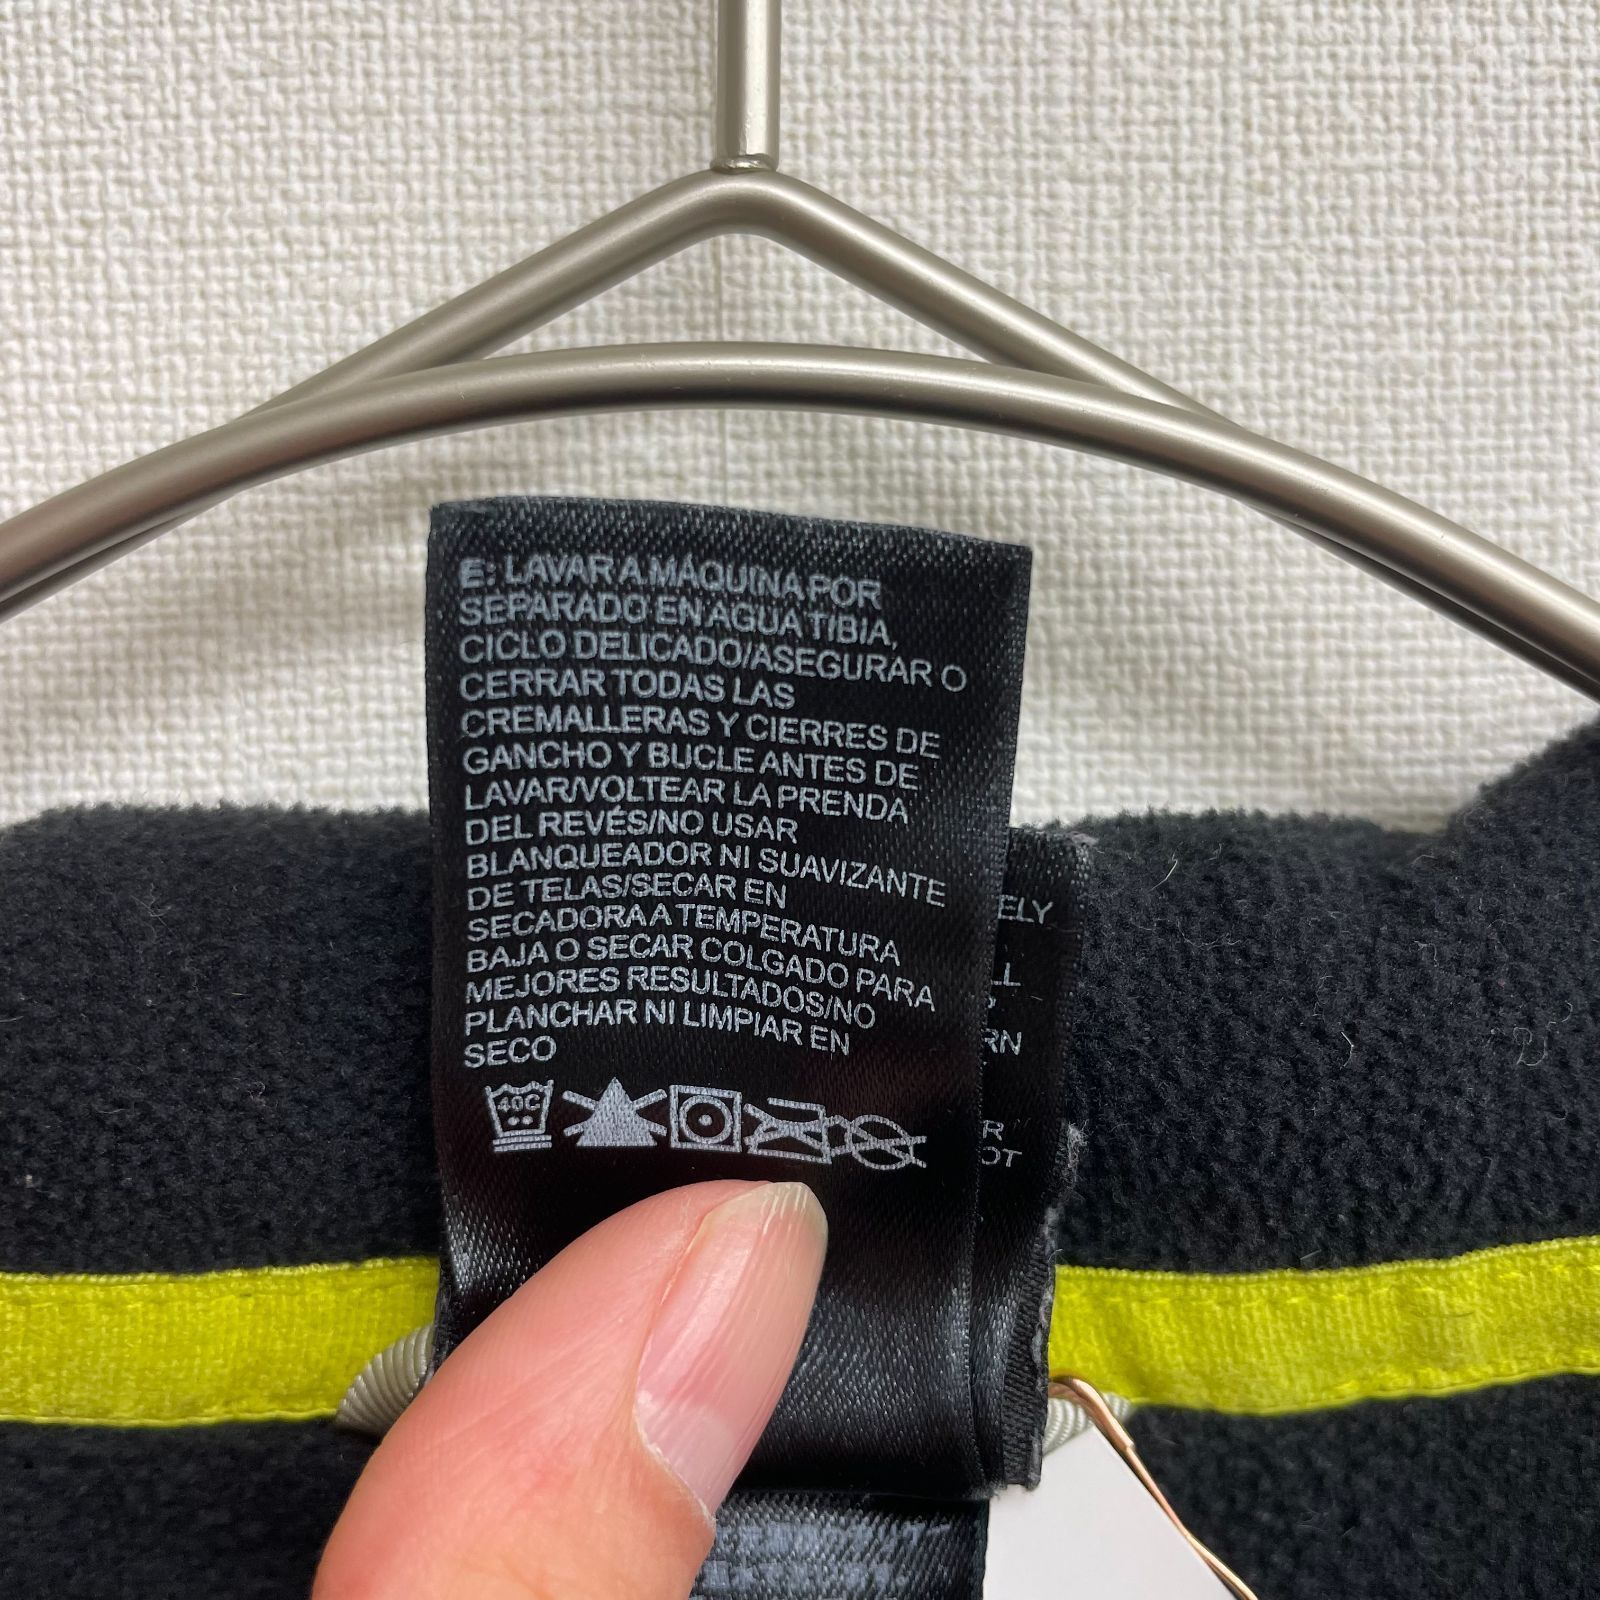 E: LAVAR A MÁQUINA POR
SEPARADO EN AGUA TIBIA,
CICLO DELICADO/ASEGURAR O
CERRAR TODAS LAS
CREMALLERAS Y CIERRES DE
GANCHO Y BUCLE ANTES DE
LAVAR/VOLTEAR LA PRENDA
DEL REVÉS/NO USAR
BLANQUEADOR NI SUAVIZANTE
DE TELAS/SECAR EN
SECADORA A TEMPERATURA
BAJA O SECAR COLGADO PARA
MEJORES RESULTADOS/NO
PLANCHAR NI LIMPIAR EN
SECO
40C